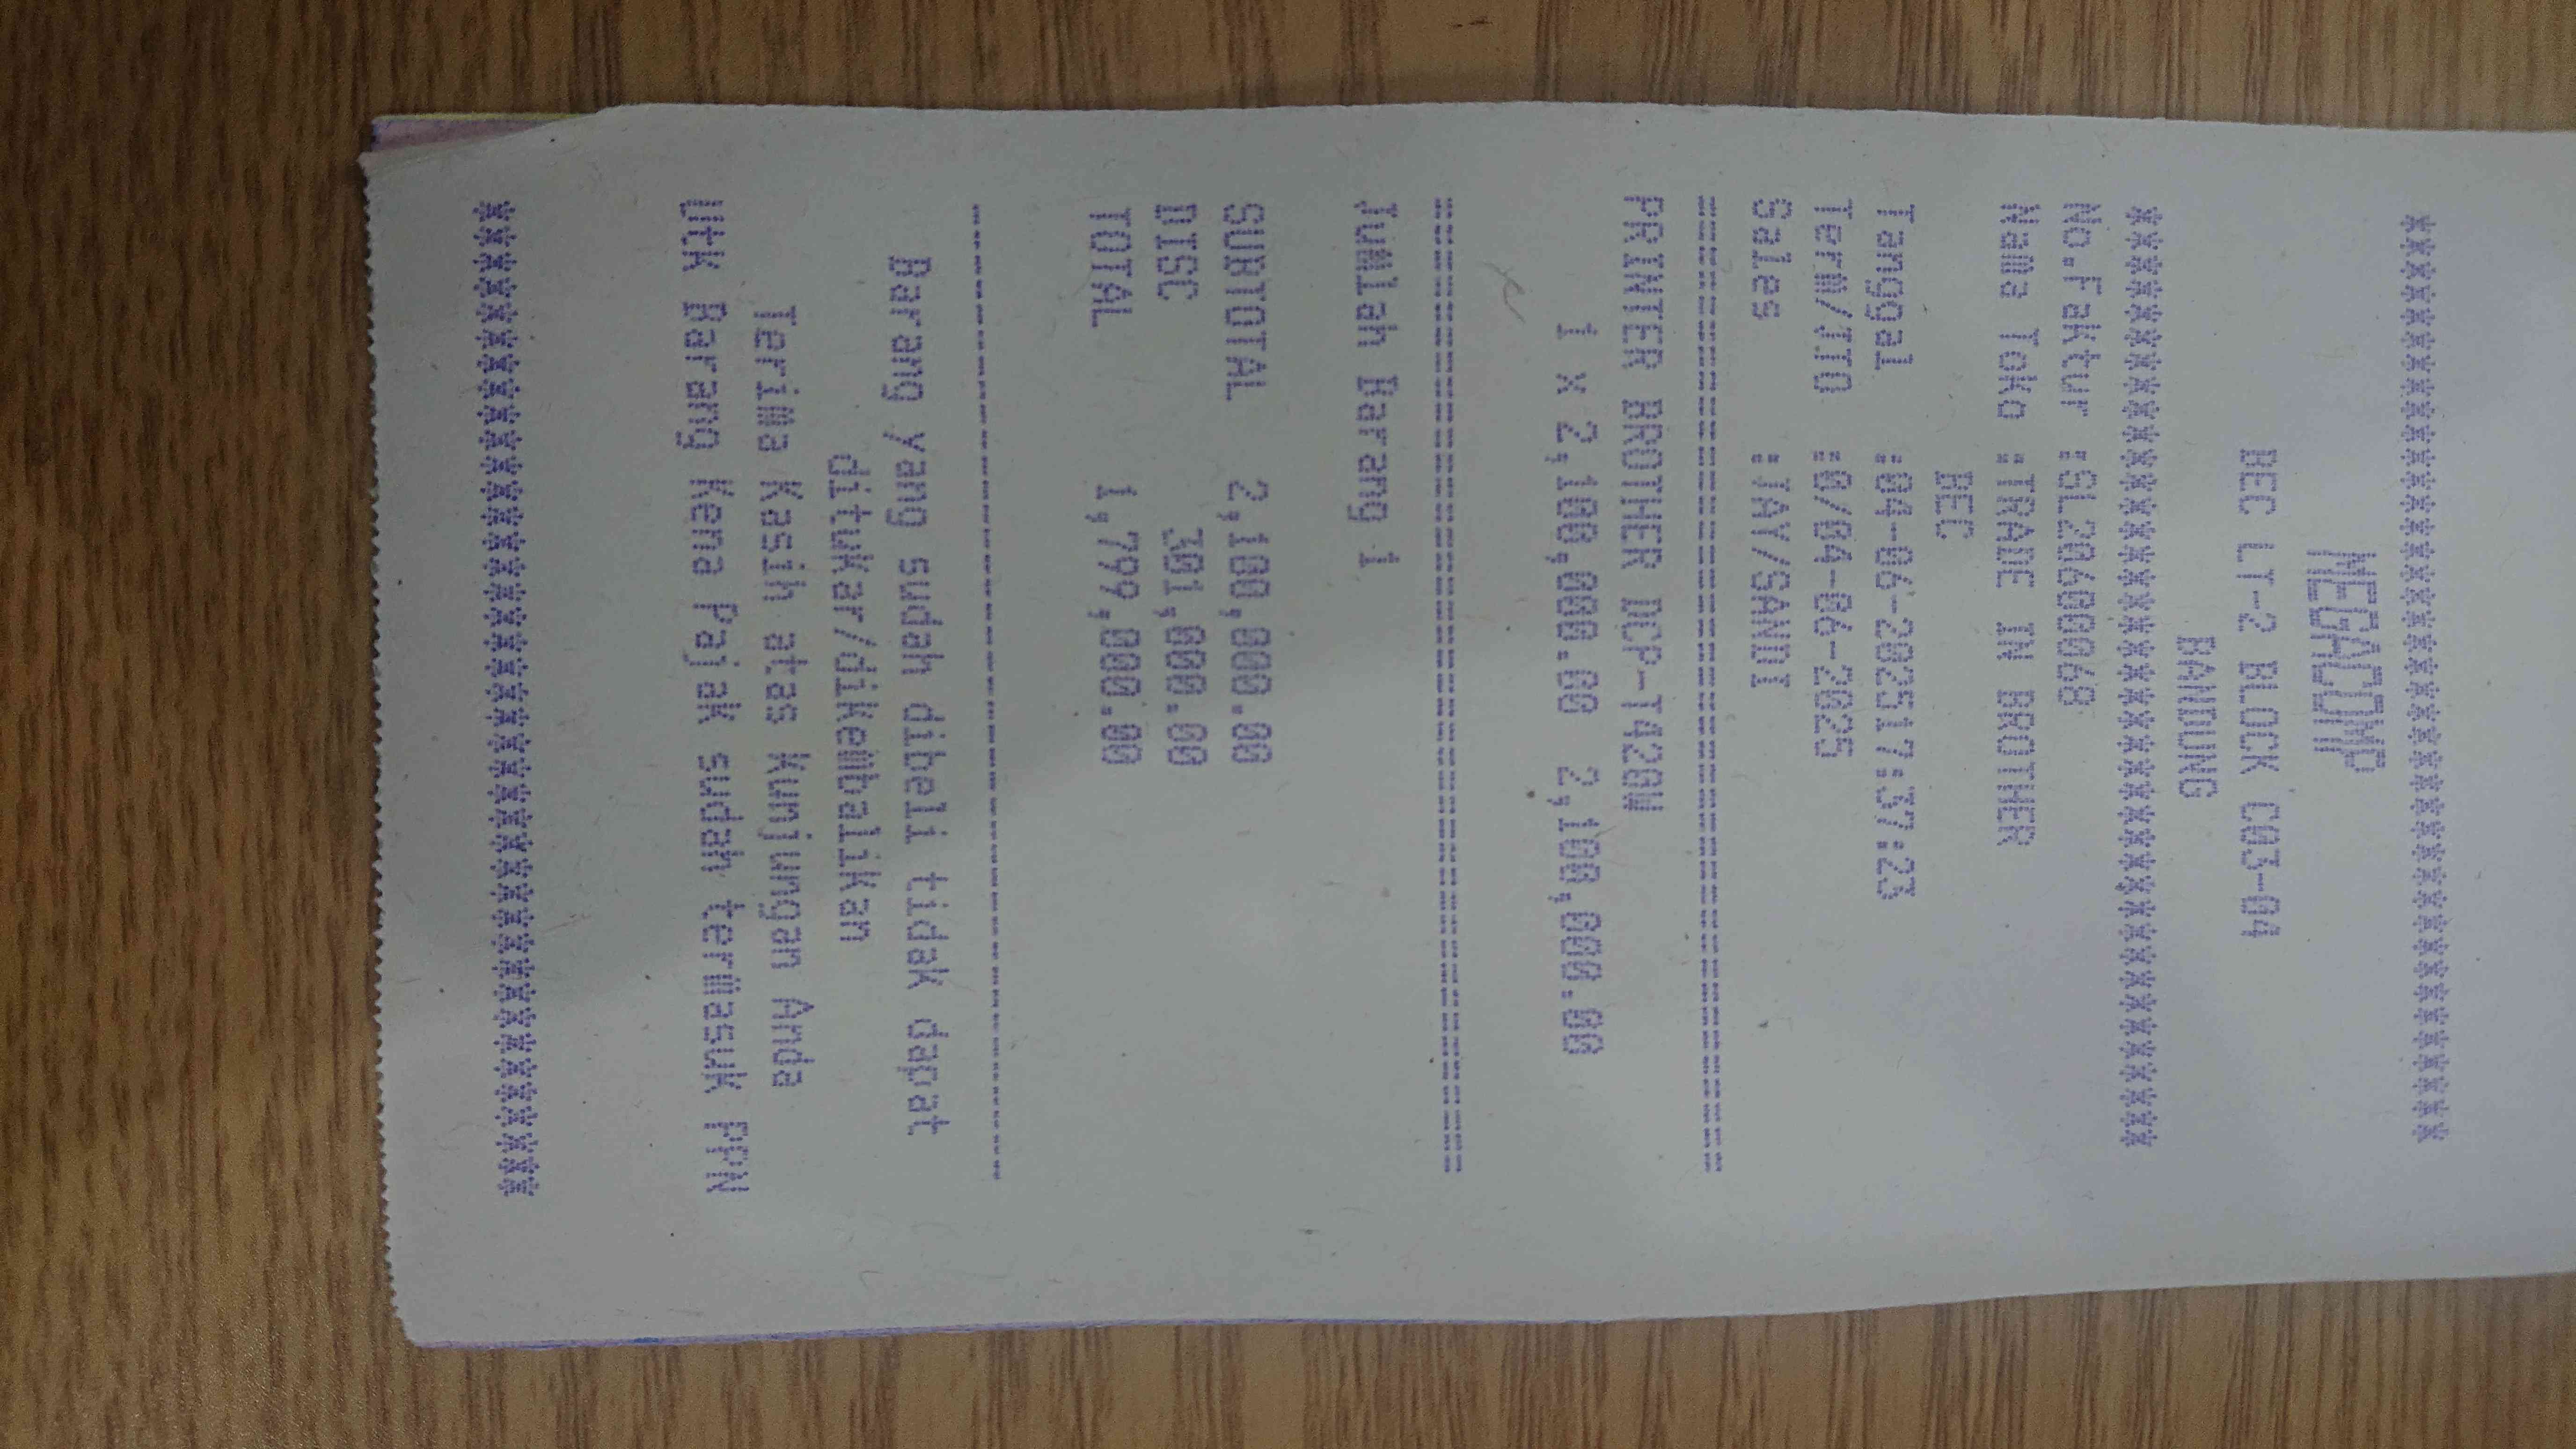 ****************************************
MEGACOMP
BEC LT-2 BLOCK C03-04
BANDUNG
****************************************
No.Faktur :SL20600068
Nama Toko :TRADE IN BROTHER
BEC
Tanggal :04-06-202517:37:23
Term/JTO :0/04-06-2025
Sales :TAY/SANDI
========================================
PRINTER BROTHER DCP-T420W
1 x 2,100,000.00 2,100,000.00
========================================
Jumlah Barang 1
SUBTOTAL 2,100,000.00
DISC 301,000.00
TOTAL 1,799,000.00
----------------------------------------
Barang yang sudah dibeli tidak dapat
ditukar/dikembalikan
Terima Kasih atas kunjungan Anda
Utk Barang Kena Pajak sudah termasuk PPN
****************************************